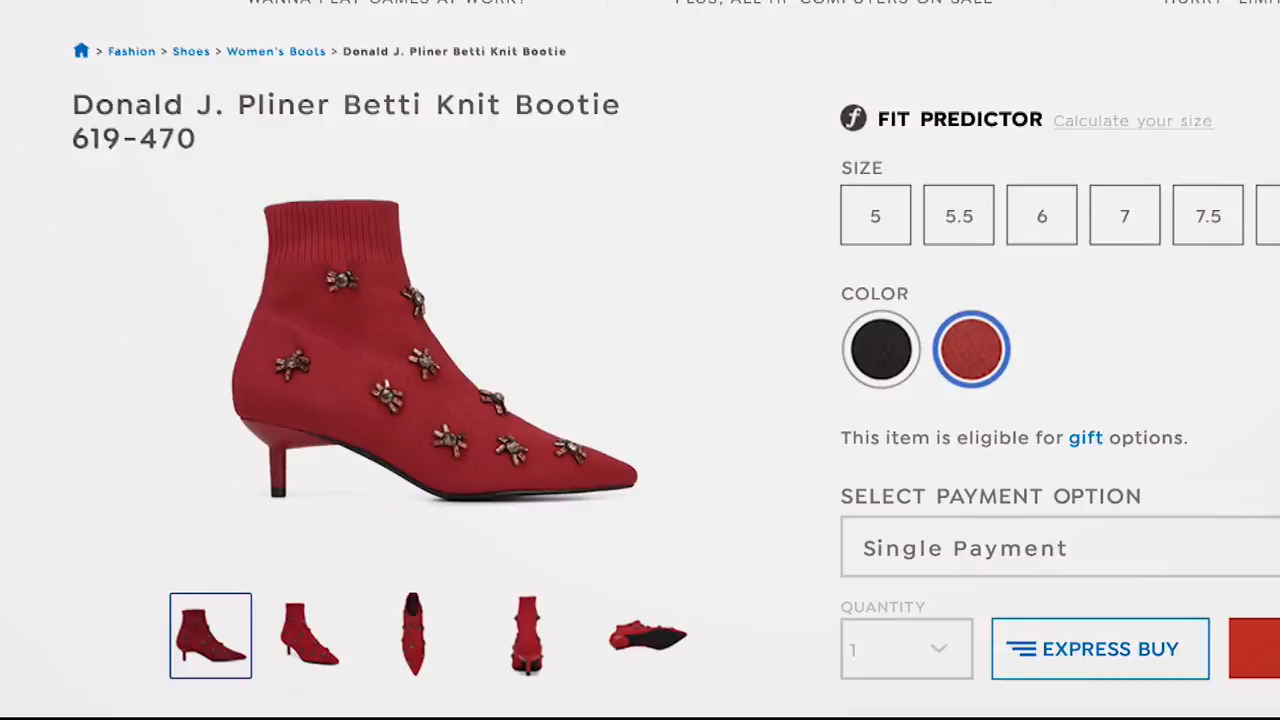 Fashion > Shoes > Women's Boots > Donald J. Pliner Betti Knit Bootie
Donald J. Pliner Betti Knit Bootie
619-470
FIT PREDICTOR Calculate your size
SIZE
5 5.5 6 7 7.5
COLOR
This item is eligible for gift options.
SELECT PAYMENT OPTION
Single Payment
QUANTITY
1
EXPRESS BUY